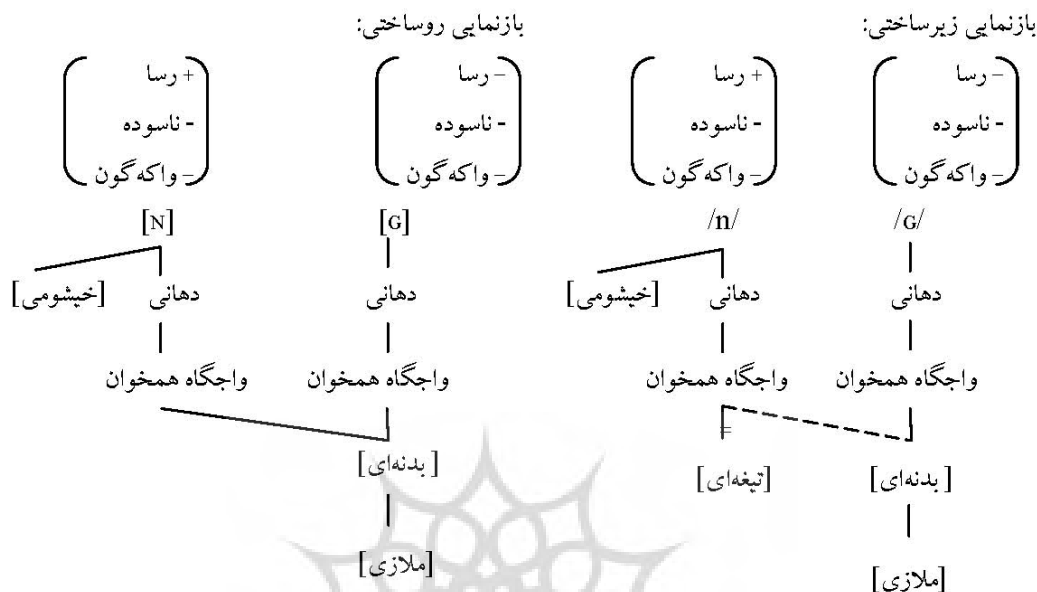 بازنمایی زیرساختی: بازنمایی روساختی:
– رسا + رسا – رسا + رسا
- ناسوده - ناسوده - ناسوده - ناسوده
– واکه‌گون – واکه‌گون – واکه‌گون – واکه‌گون
/G/ /n/ [G] [N]
دهانی دهانی [خیشومی] دهانی دهانی [خیشومی]
واجگاه همخوان واجگاه همخوان واجگاه همخوان واجگاه همخوان
[بدنه‌ای] [تیغه‌ای] [بدنه‌ای]
[ملازی] [ملازی]